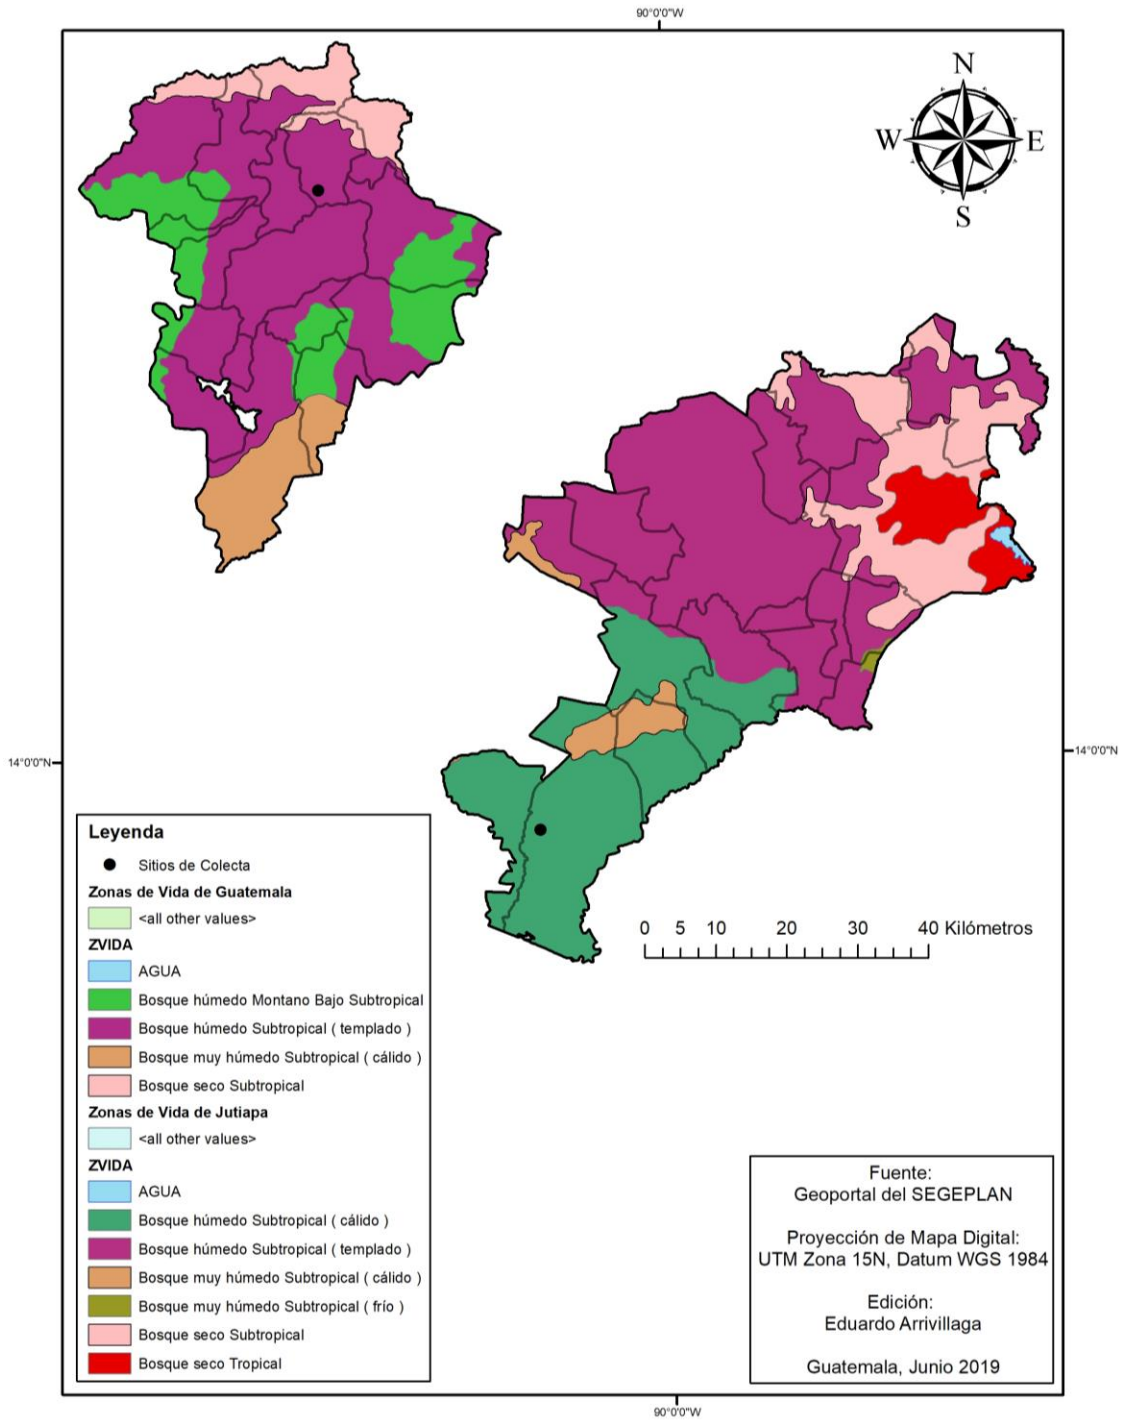 90°0'0"W
N
W
E
S
14°0'0"N
14°0'0"N
0 5 10 20 30 40 Kilómetros
Leyenda
Sitios de Colecta
Zonas de Vida de Guatemala
<all other values>
ZVIDA
AGUA
Bosque húmedo Montano Bajo Subtropical
Bosque húmedo Subtropical ( templado )
Bosque muy húmedo Subtropical ( cálido )
Bosque seco Subtropical
Zonas de Vida de Jutiapa
<all other values>
ZVIDA
AGUA
Bosque húmedo Subtropical ( cálido )
Bosque húmedo Subtropical ( templado )
Bosque muy húmedo Subtropical ( cálido )
Bosque muy húmedo Subtropical ( frío )
Bosque seco Subtropical
Bosque seco Tropical
Fuente:
Geoportal del SEGEPLAN
Proyección de Mapa Digital:
UTM Zona 15N, Datum WGS 1984
Edición:
Eduardo Arrivillaga
Guatemala, Junio 2019
90°0'0"W